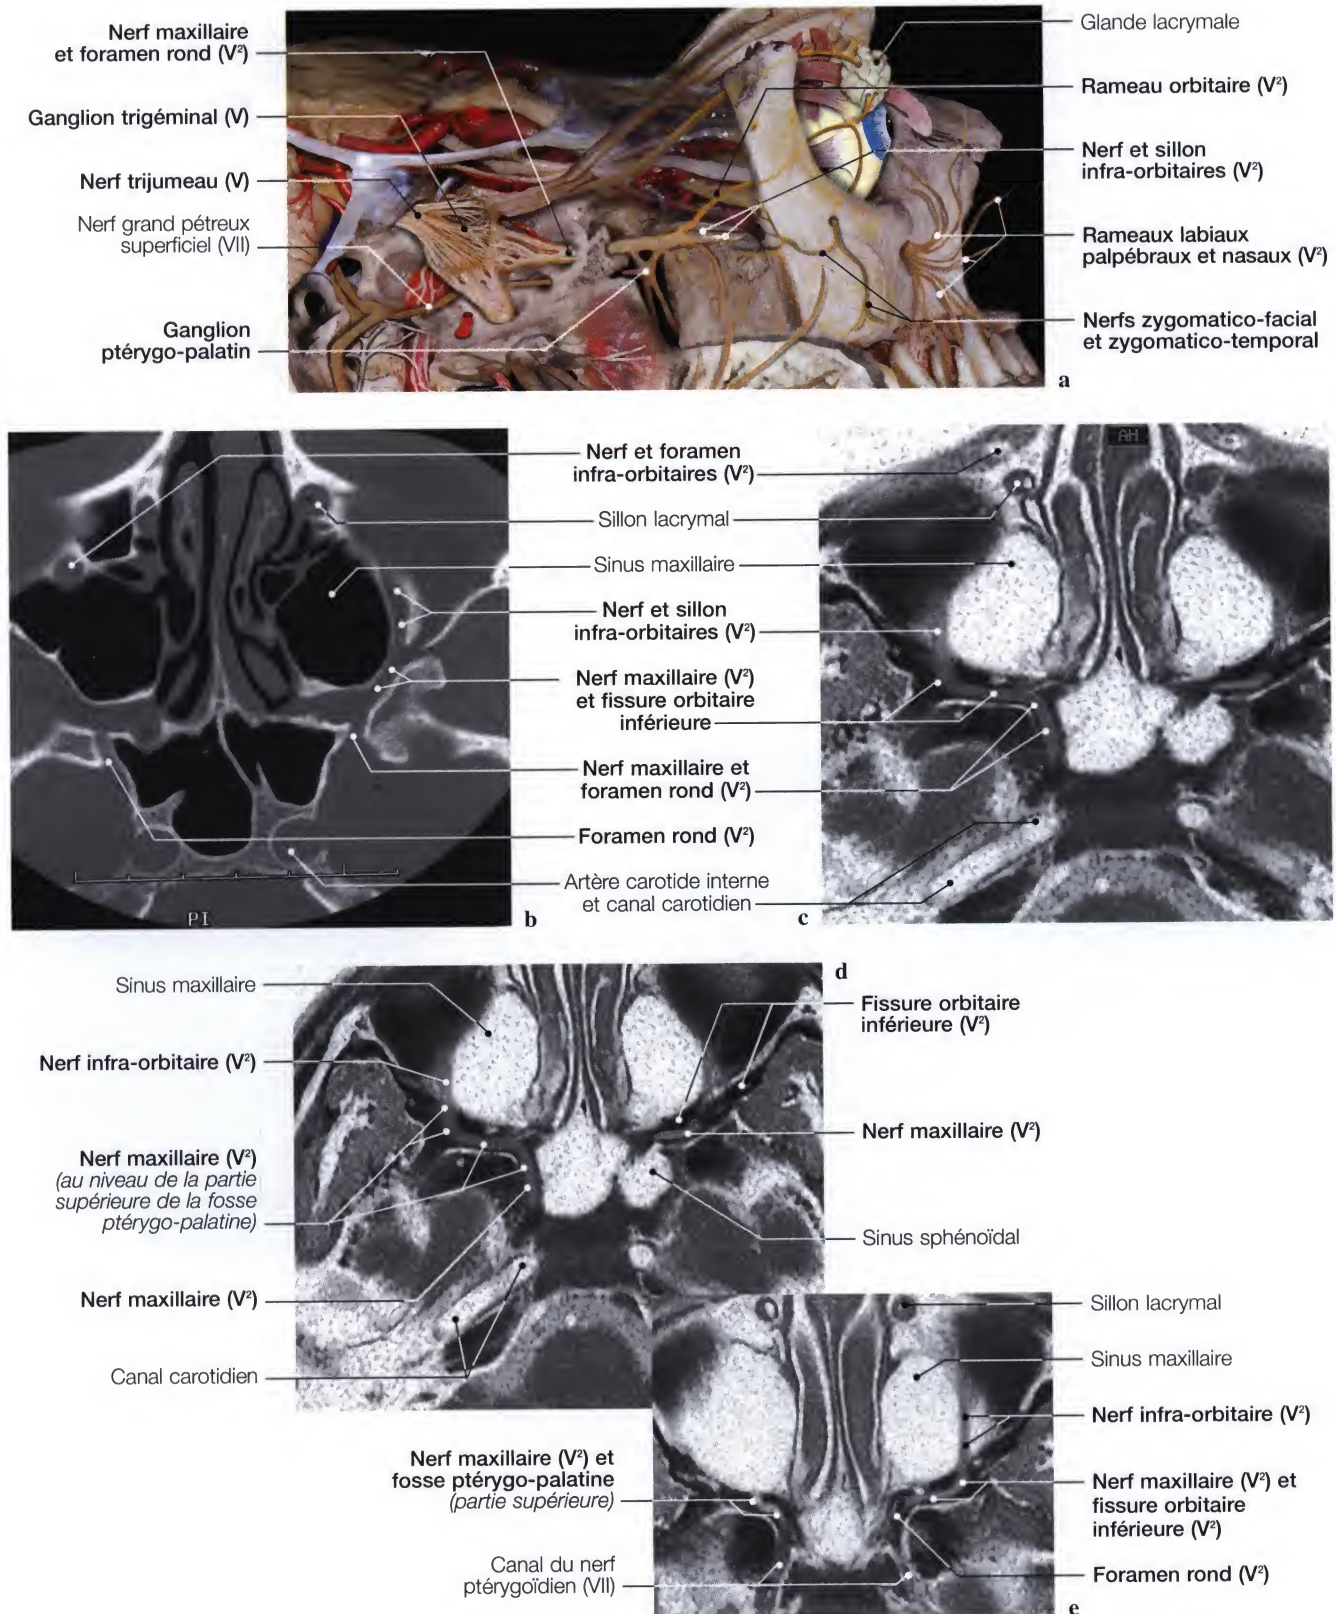 Nerf maxillaire
et foramen rond (V²)
Ganglion trigéminal (V)
Nerf trijumeau (V)
Nerf grand pétreux
superficiel (VII)
Ganglion
ptérygo-palatin
Glande lacrymale
Rameau orbitaire (V²)
Nerf et sillon
infra-orbitaires (V²)
Rameaux labiaux
palpébraux et nasaux (V²)
Nerfs zygomatico-facial
et zygomatico-temporal
a
Nerf et foramen
infra-orbitaires (V²)
Sillon lacrymal
Sinus maxillaire
Nerf et sillon
infra-orbitaires (V²)
Nerf maxillaire (V²)
et fissure orbitaire
inférieure
Nerf maxillaire et
foramen rond (V²)
Foramen rond (V²)
Artère carotide interne
et canal carotidien
PI
b
AH
c
Sinus maxillaire
Nerf infra-orbitaire (V²)
Nerf maxillaire (V²)
(au niveau de la partie
supérieure de la fosse
ptérygo-palatine)
Nerf maxillaire (V²)
Canal carotidien
d
Fissure orbitaire
inférieure (V²)
Nerf maxillaire (V²)
Sinus sphénoïdal
Nerf maxillaire (V²) et
fosse ptérygo-palatine
(partie supérieure)
Canal du nerf
ptérygoïdien (VII)
Sillon lacrymal
Sinus maxillaire
Nerf infra-orbitaire (V²)
Nerf maxillaire (V²) et
fissure orbitaire
inférieure (V²)
Foramen rond (V²)
e